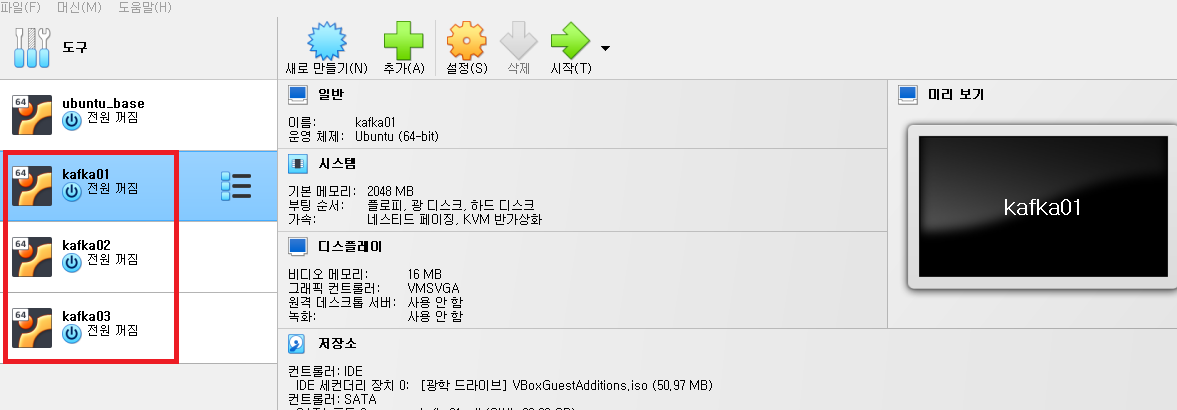 파일(F) 머신(M) 도움말(H)
도구
새로 만들기(N) 추가(A) 설정(S) 삭제 시작(T)
64 ubuntu_base
전원 꺼짐
64 kafka01
전원 꺼짐
64 kafka02
전원 꺼짐
64 kafka03
전원 꺼짐
일반
이름: kafka01
운영 체제: Ubuntu (64-bit)
시스템
기본 메모리: 2048 MB
부팅 순서: 플로피, 광 디스크, 하드 디스크
가속: 네스티드 페이징, KVM 반가상화
디스플레이
비디오 메모리: 16 MB
그래픽 컨트롤러: VMSVGA
원격 데스크톱 서버: 사용 안 함
녹화: 사용 안 함
저장소
컨트롤러: IDE
IDE 세컨더리 장치 0: [광학 드라이브] VBoxGuestAdditions.iso (50,97 MB)
컨트롤러: SATA
미리 보기
kafka01